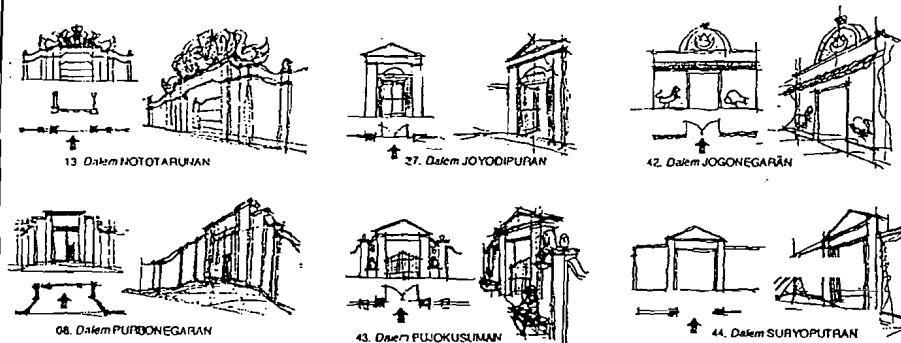 13 Dalem NOTOTARUNAN
27. Dalem JOYODIPURAN
42. Dalem JOGONEGARAN
08. Dalem PURBONEGARAN
43. Dalem PUJOKUSUMAN
44. Dalem SURYOPUTRAN